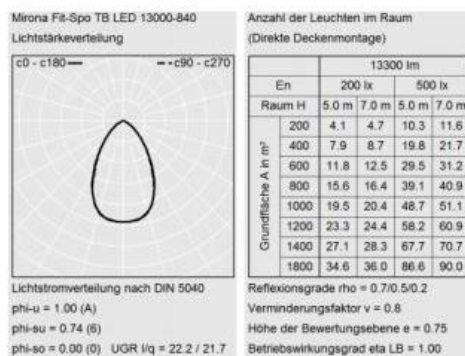 Mirona Fit-Spo TB LED 13000-840
Lichtstärkeverteilung
c0 - c180 c90 - c270
Lichtstromverteilung nach DIN 5040
phi-u = 1.00 (A)
phi-su = 0.74 (6)
phi-so = 0.00 (0) UGR l/q = 22.2 / 21.7
Anzahl der Leuchten im Raum
(Direkte Deckenmontage)
13300 lm
En 200 lx 500 lx
Raum H 5.0 m 7.0 m 5.0 m 7.0 m
Grundfläche A in m²
200 4.1 4.7 10.3 11.6
400 7.9 8.7 19.8 21.7
600 11.8 12.5 29.5 31.2
800 15.6 16.4 39.1 40.9
1000 19.5 20.4 48.7 51.1
1200 23.3 24.4 58.2 60.9
1400 27.1 28.3 67.7 70.7
1800 34.6 36.0 86.6 90.0
Reflexionsgrade rho = 0.7/0.5/0.2
Verminderungsfaktor v = 0.8
Höhe der Bewertungsebene e = 0.75
Betriebswirkungsgrad eta LB = 1.00